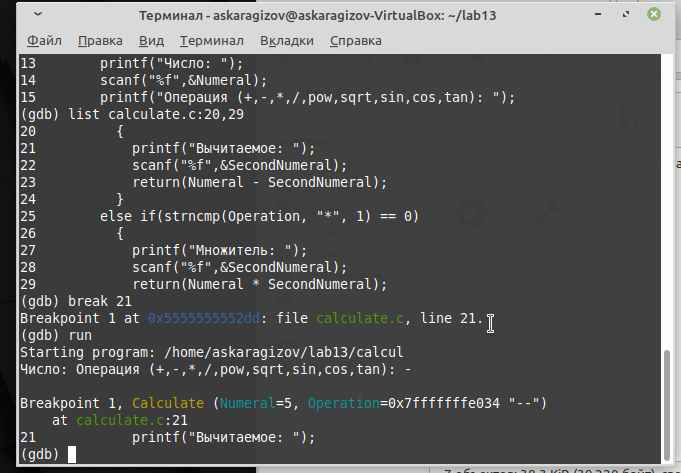 Терминал - askaragizov@askaragizov-VirtualBox: ~/lab13
Файл Правка Вид Терминал Вкладки Справка
13        printf("Число: ");
14        scanf("%f",&Numeral);
15        printf("Операция (+,-,*,/,pow,sqrt,sin,cos,tan): ");
(gdb) list calculate.c:20,29
20          {
21            printf("Вычитаемое: ");
22            scanf("%f",&SecondNumeral);
23            return(Numeral - SecondNumeral);
24          }
25        else if(strncmp(Operation, "*", 1) == 0)
26          {
27            printf("Множитель: ");
28            scanf("%f",&SecondNumeral);
29            return(Numeral * SecondNumeral);
(gdb) break 21
Breakpoint 1 at 0x5555555552dd: file calculate.c, line 21.
(gdb) run
Starting program: /home/askaragizov/lab13/calcul
Число: Операция (+,-,*,/,pow,sqrt,sin,cos,tan): -

Breakpoint 1, Calculate (Numeral=5, Operation=0x7fffffffe034 "--")
    at calculate.c:21
21            printf("Вычитаемое: ");
(gdb)